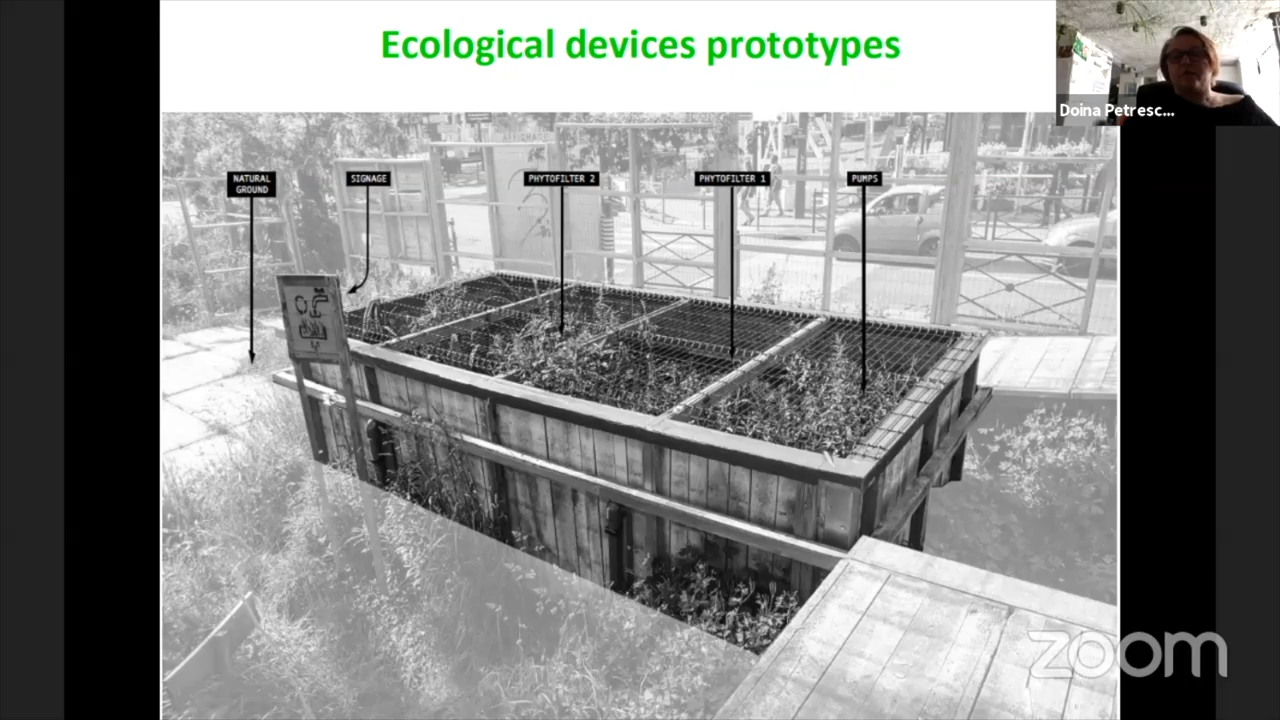 Ecological devices prototypes
Doina Petresc...
NATURAL
GROUND
SIGNAGE
PHYTOFILTER 2
PHYTOFILTER 1
PUMPS
zoom